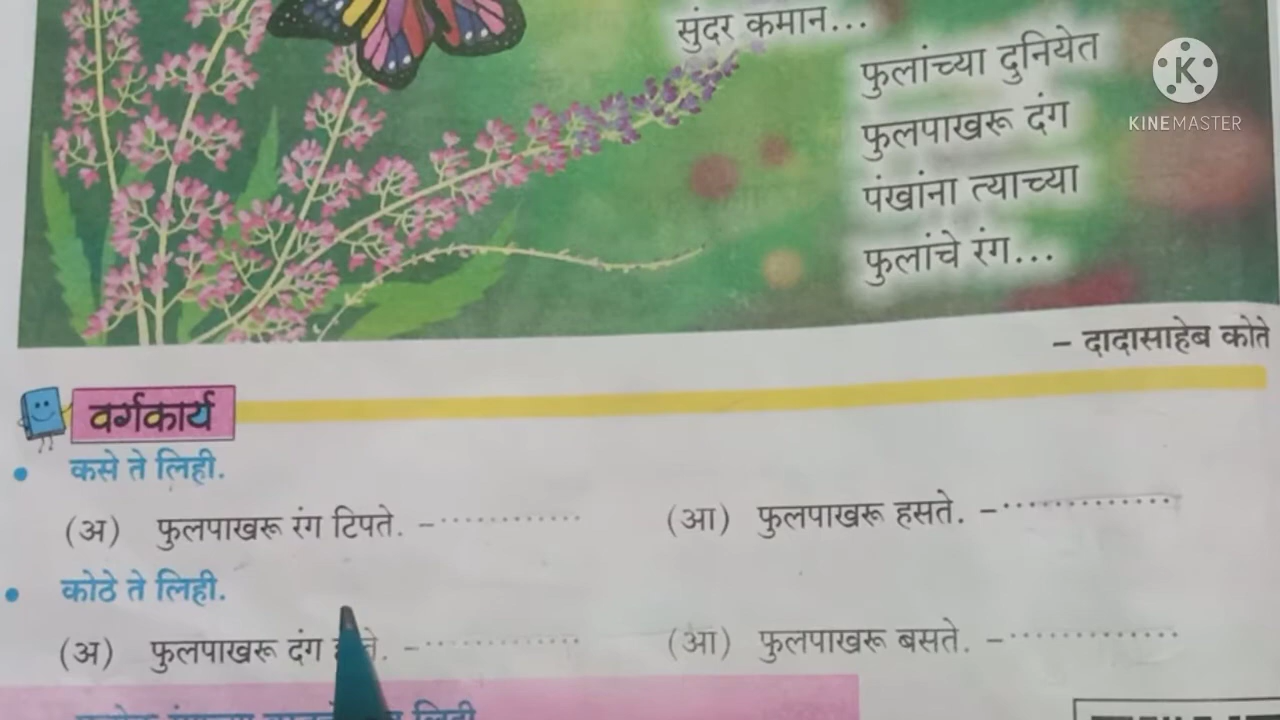 सुंदर कमान...
फुलांच्या दुनियेत
फुलपाखरू दंग
पंखांना त्याच्या
फुलांचे रंग...
KINEMASTER
– दादासाहेब कोते
वर्गकार्य
• कसे ते लिही.
(अ) फुलपाखरू रंग टिपते. – (आ) फुलपाखरू हसते. –
• कोठे ते लिही.
(अ) फुलपाखरू दंग – (आ) फुलपाखरू बसते. –
लिही